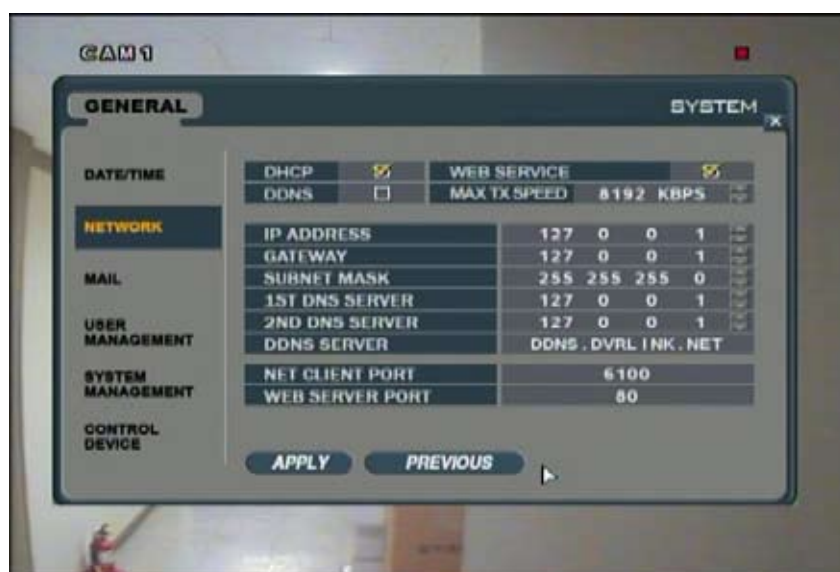 CAM 1
GENERAL
SYSTEM
DATE/TIME
NETWORK
MAIL
USER
MANAGEMENT
SYSTEM
MANAGEMENT
CONTROL
DEVICE
DHCP WEB SERVICE
DDNS MAX TX SPEED 8192 KBPS
IP ADDRESS 127 0 0 1
GATEWAY 127 0 0 1
SUBNET MASK 255 255 255 0
1ST DNS SERVER 127 0 0 1
2ND DNS SERVER 127 0 0 1
DDNS SERVER DDNS.DVRLINK.NET
NET CLIENT PORT 6100
WEB SERVER PORT 80
APPLY PREVIOUS